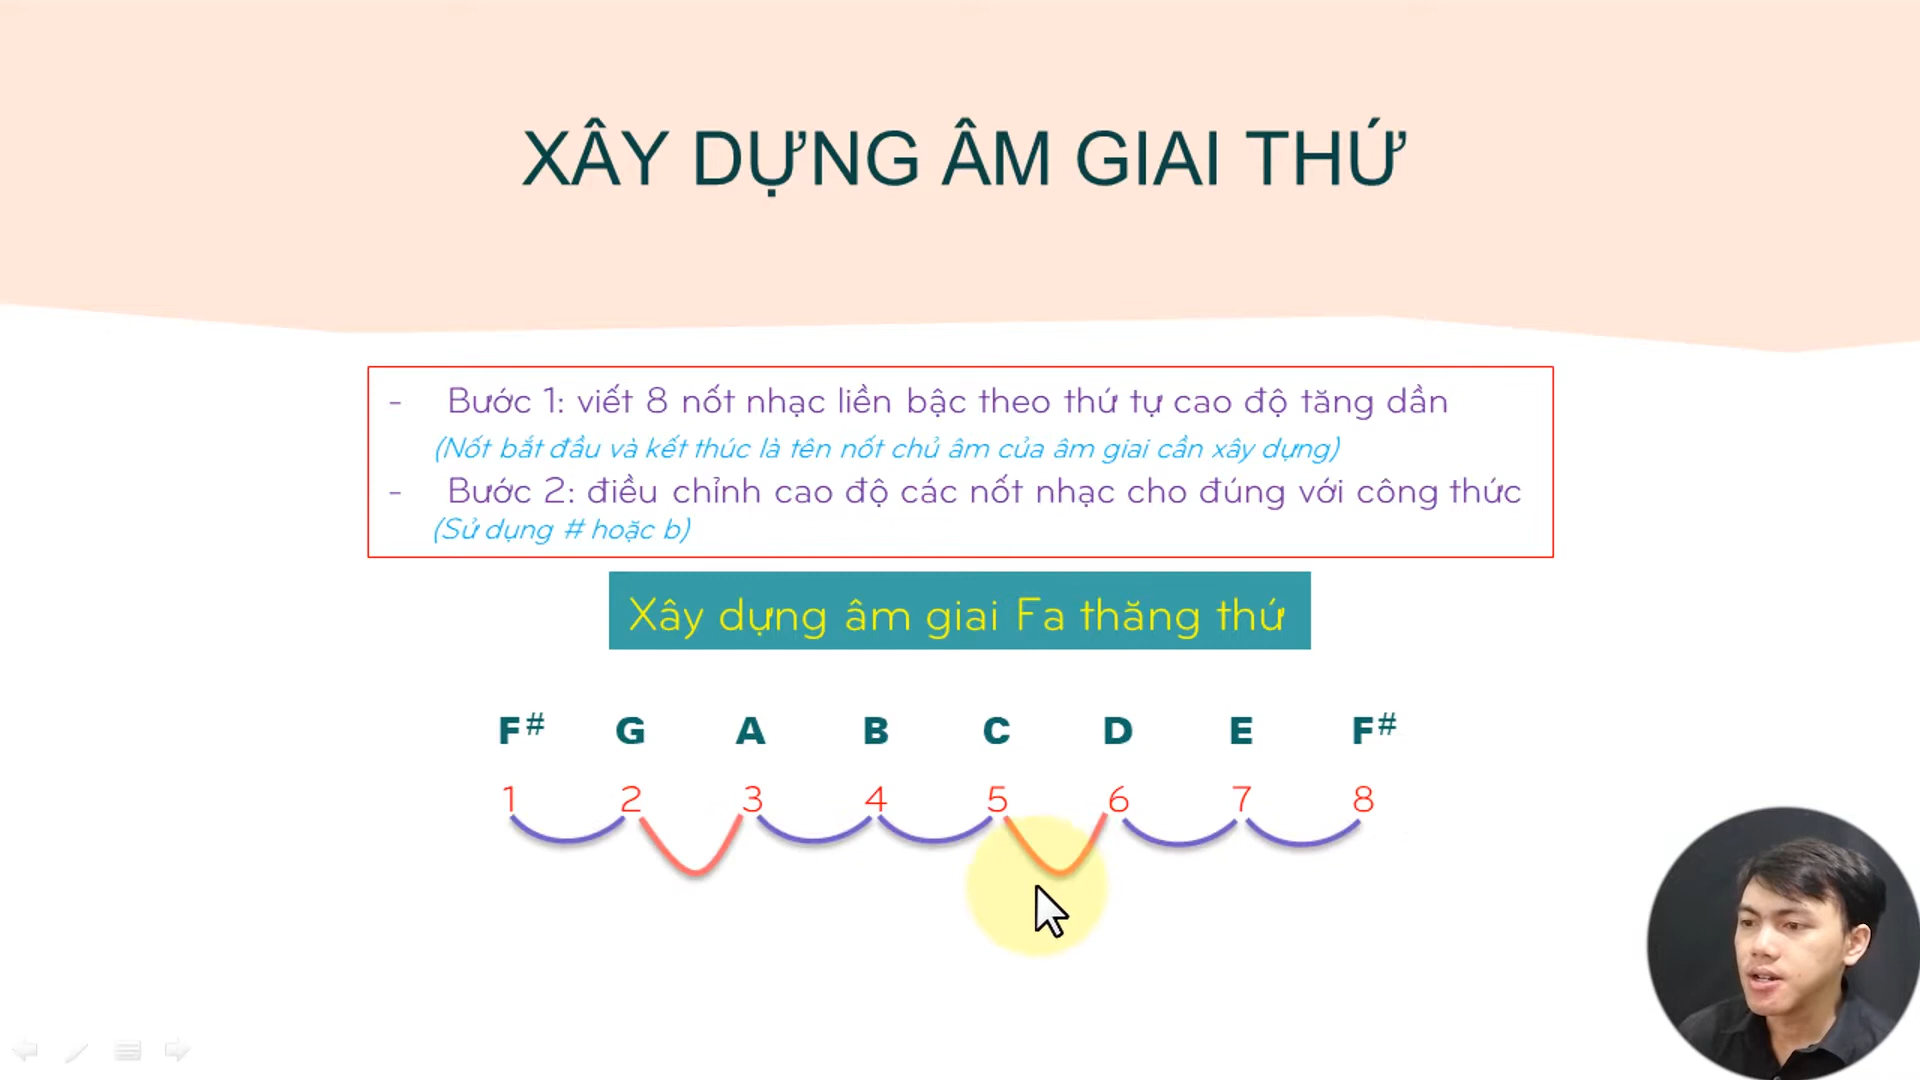 XÂY DỰNG ÂM GIAI THỨ
- Bước 1: viết 8 nốt nhạc liền bậc theo thứ tự cao độ tăng dần
(Nốt bắt đầu và kết thúc là tên nốt chủ âm của âm giai cần xây dựng)
- Bước 2: điều chỉnh cao độ các nốt nhạc cho đúng với công thức
(Sử dụng # hoặc b)
Xây dựng âm giai Fa thăng thứ
F# G A B C D E F#
1 2 3 4 5 6 7 8